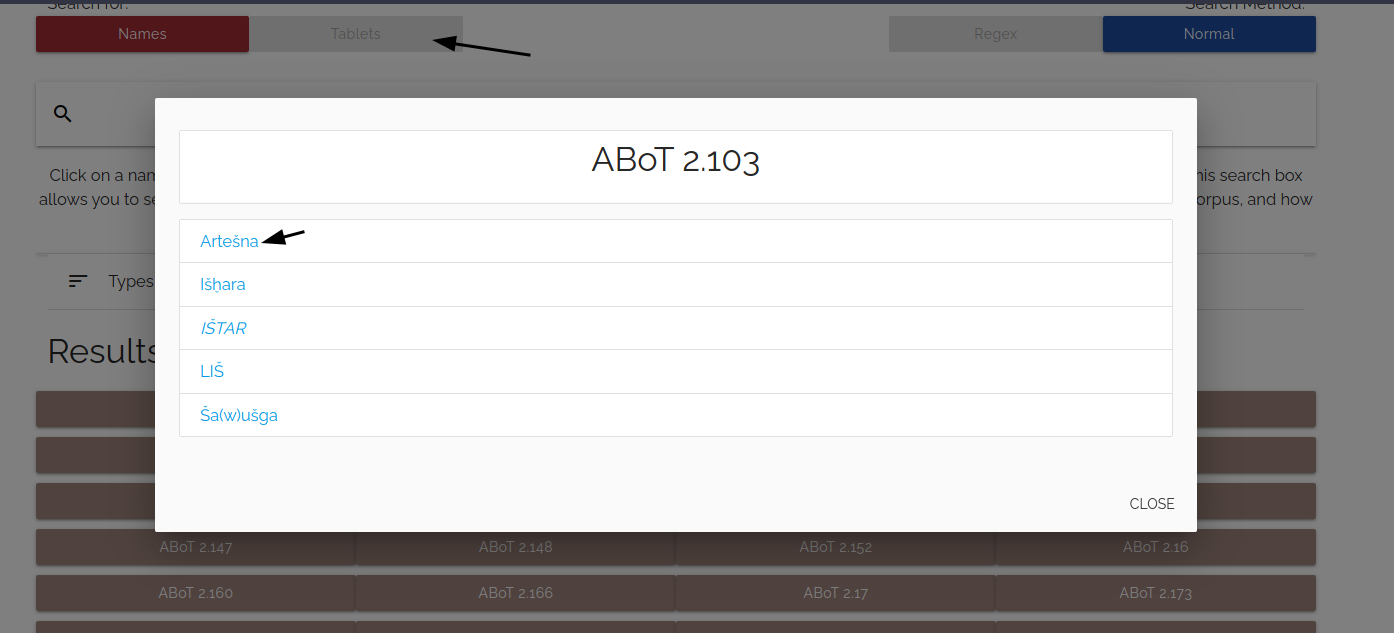 Search for: Search Method:
Names Tablets Regex Normal
ABoT 2.103
Click on a nam his search box
allows you to se orpus, and how
Artešna
Išḫara
Types
IŠTAR
Results
LIŠ
Ša(w)ušga
CLOSE
ABoT 2.147 ABoT 2.148 ABoT 2.152 ABoT 2.16
ABoT 2.160 ABoT 2.166 ABoT 2.17 ABoT 2.173